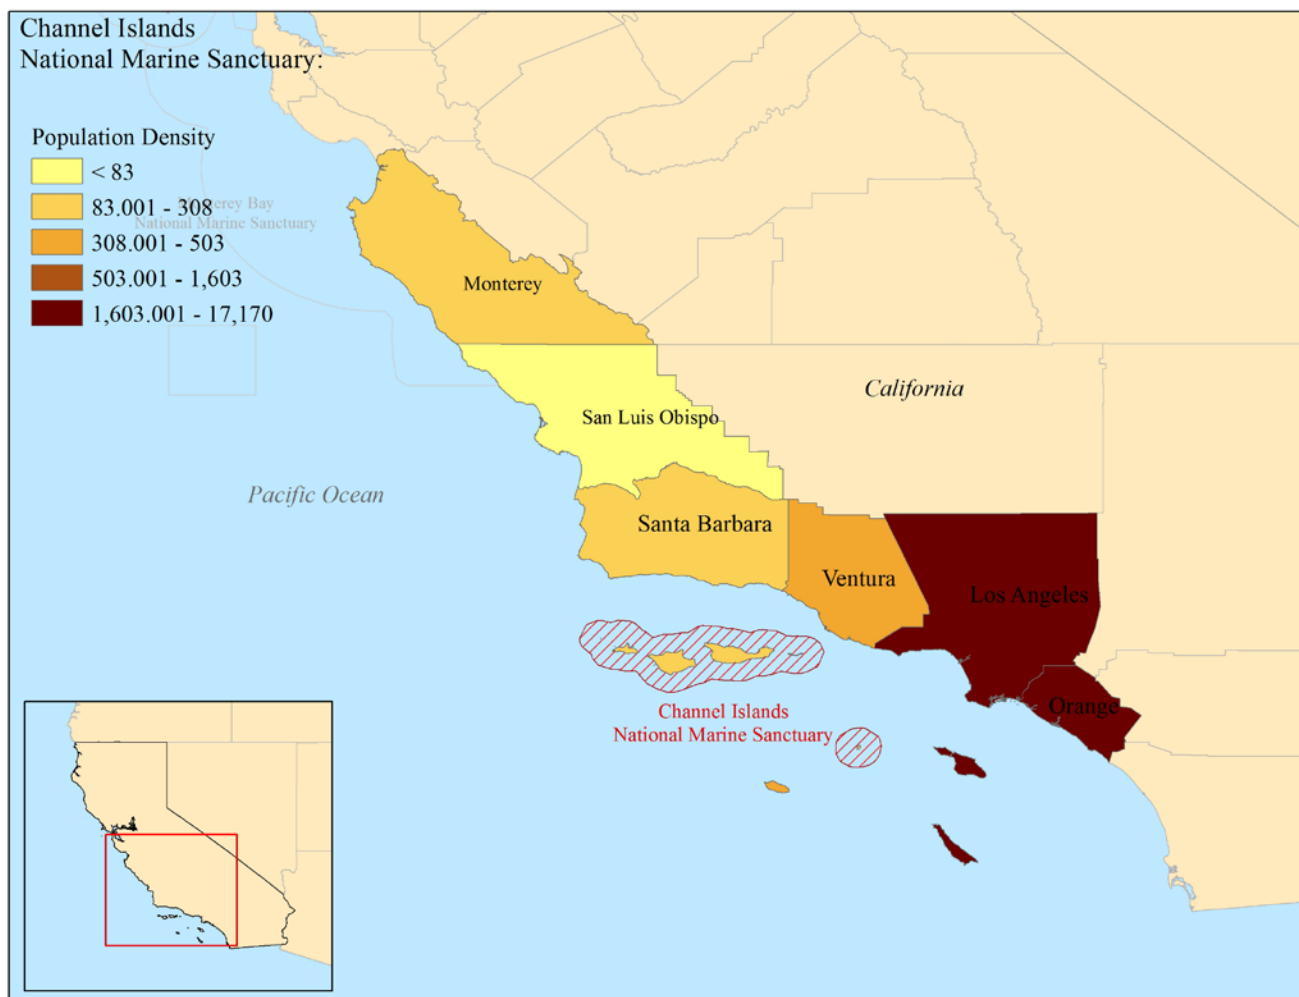 Channel Islands
National Marine Sanctuary:
Population Density
< 83
83.001 - 308
308.001 - 503
503.001 - 1,603
1,603.001 - 17,170
Monterey Bay
National Marine Sanctuary
Monterey
San Luis Obispo
California
Pacific Ocean
Santa Barbara
Ventura
Los Angeles
Orange
Channel Islands
National Marine Sanctuary